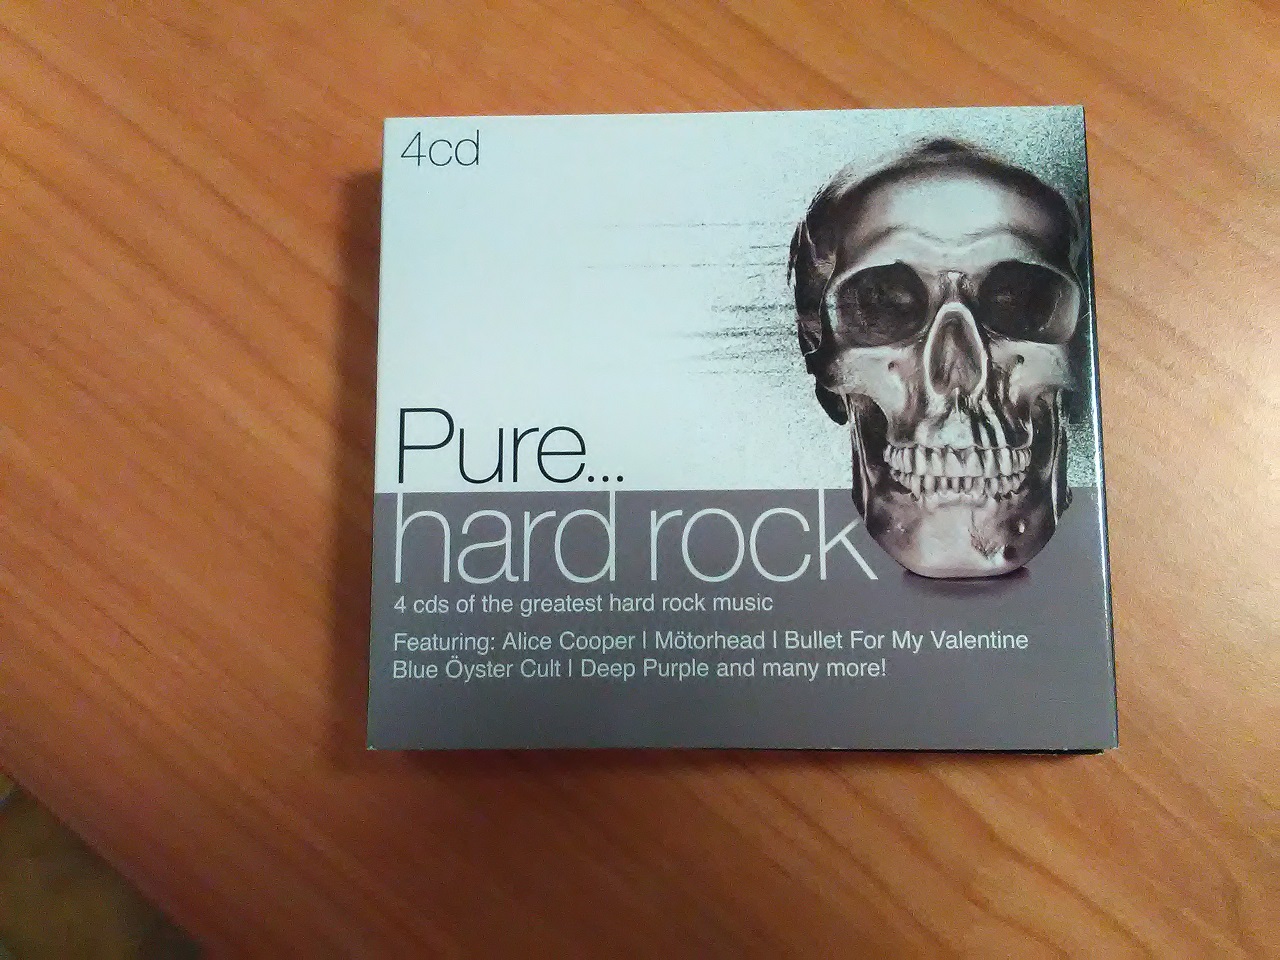 4cd
Pure...
hard rock
4 cds of the greatest hard rock music
Featuring: Alice Cooper | Mötorhead | Bullet For My Valentine
Blue Öyster Cult | Deep Purple and many more!